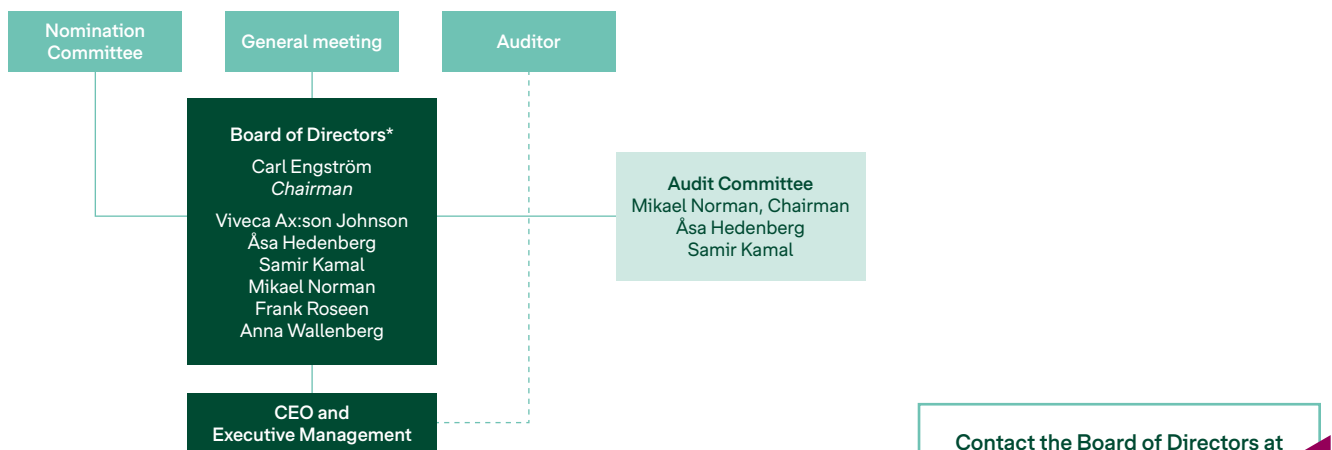 Nomination
Committee
General meeting
Auditor
Board of Directors*
Carl Engström
Chairman
Viveca Ax:son Johnson
Åsa Hedenberg
Samir Kamal
Mikael Norman
Frank Roseen
Anna Wallenberg
Audit Committee
Mikael Norman, Chairman
Åsa Hedenberg
Samir Kamal
CEO and
Executive Management
Contact the Board of Directors at